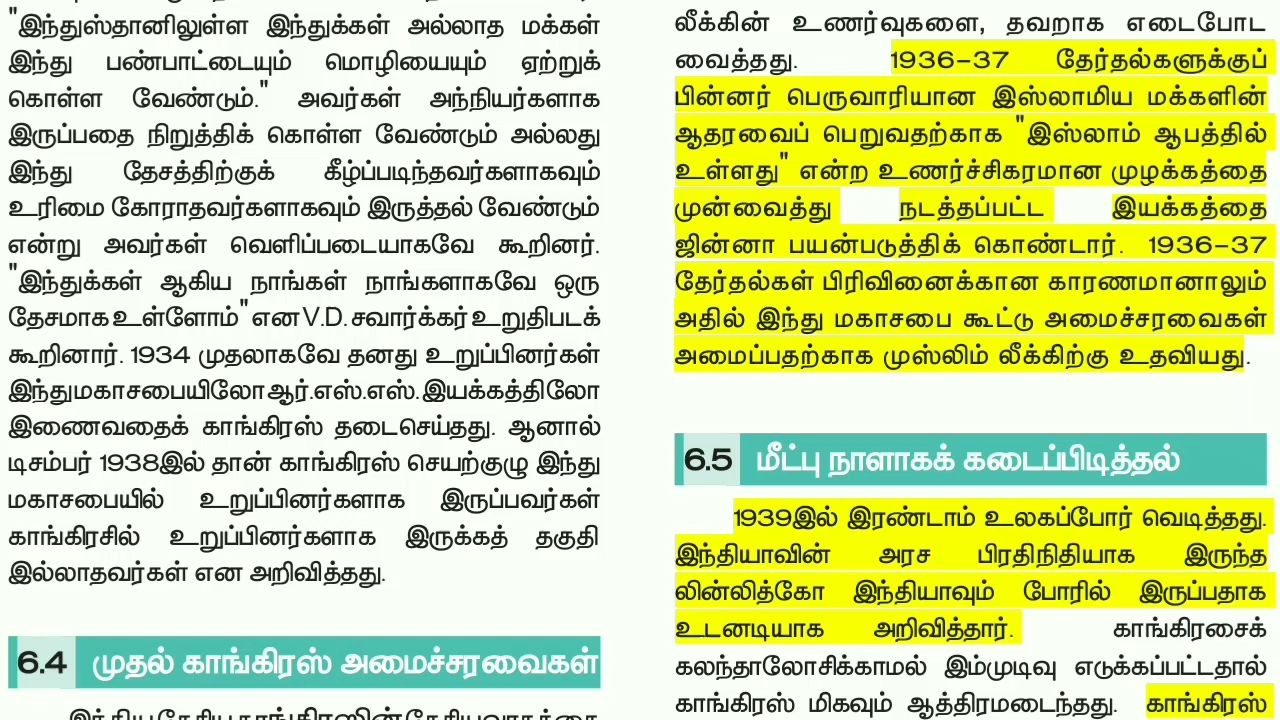 "இந்துஸ்தானிலுள்ள இந்துக்கள் அல்லாத மக்கள்
இந்து பண்பாட்டையும் மொழியையும் ஏற்றுக்
கொள்ள வேண்டும்." அவர்கள் அந்நியர்களாக
இருப்பதை நிறுத்திக் கொள்ள வேண்டும் அல்லது
இந்து தேசத்திற்குக் கீழ்ப்படிந்தவர்களாகவும்
உரிமை கோராதவர்களாகவும் இருத்தல் வேண்டும்
என்று அவர்கள் வெளிப்படையாகவே கூறினர்.
"இந்துக்கள் ஆகிய நாங்கள் நாங்களாகவே ஒரு
தேசமாக உள்ளோம்" என V.D. சவார்க்கர் உறுதிபடக்
கூறினார். 1934 முதலாகவே தனது உறுப்பினர்கள்
இந்துமகாசபையிலோ ஆர்.எஸ்.எஸ். இயக்கத்திலோ
இணைவதைக் காங்கிரஸ் தடைசெய்தது. ஆனால்
டிசம்பர் 1938இல் தான் காங்கிரஸ் செயற்குழு இந்து
மகாசபையில் உறுப்பினர்களாக இருப்பவர்கள்
காங்கிரசில் உறுப்பினர்களாக இருக்கத் தகுதி
இல்லாதவர்கள் என அறிவித்தது.
6.4 முதல் காங்கிரஸ் அமைச்சரவைகள்
இந்திய தேசிய காங்கிரஸின் தேசியவாதத்தை
லீக்கின் உணர்வுகளை, தவறாக எடைபோட
வைத்தது. 1936-37 தேர்தல்களுக்குப்
பின்னர் பெருவாரியான இஸ்லாமிய மக்களின்
ஆதரவைப் பெறுவதற்காக "இஸ்லாம் ஆபத்தில்
உள்ளது" என்ற உணர்ச்சிகரமான முழக்கத்தை
முன்வைத்து நடத்தப்பட்ட இயக்கத்தை
ஜின்னா பயன்படுத்திக் கொண்டார். 1936-37
தேர்தல்கள் பிரிவினைக்கான காரணமானாலும்
அதில் இந்து மகாசபை கூட்டு அமைச்சரவைகள்
அமைப்பதற்காக முஸ்லிம் லீக்கிற்கு உதவியது.
6.5 மீட்பு நாளாகக் கடைப்பிடித்தல்
1939இல் இரண்டாம் உலகப்போர் வெடித்தது.
இந்தியாவின் அரச பிரதிநிதியாக இருந்த
லின்லித்கோ இந்தியாவும் போரில் இருப்பதாக
உடனடியாக அறிவித்தார். காங்கிரசைக்
கலந்தாலோசிக்காமல் இம்முடிவு எடுக்கப்பட்டதால்
காங்கிரஸ் மிகவும் ஆத்திரமடைந்தது. காங்கிரஸ்